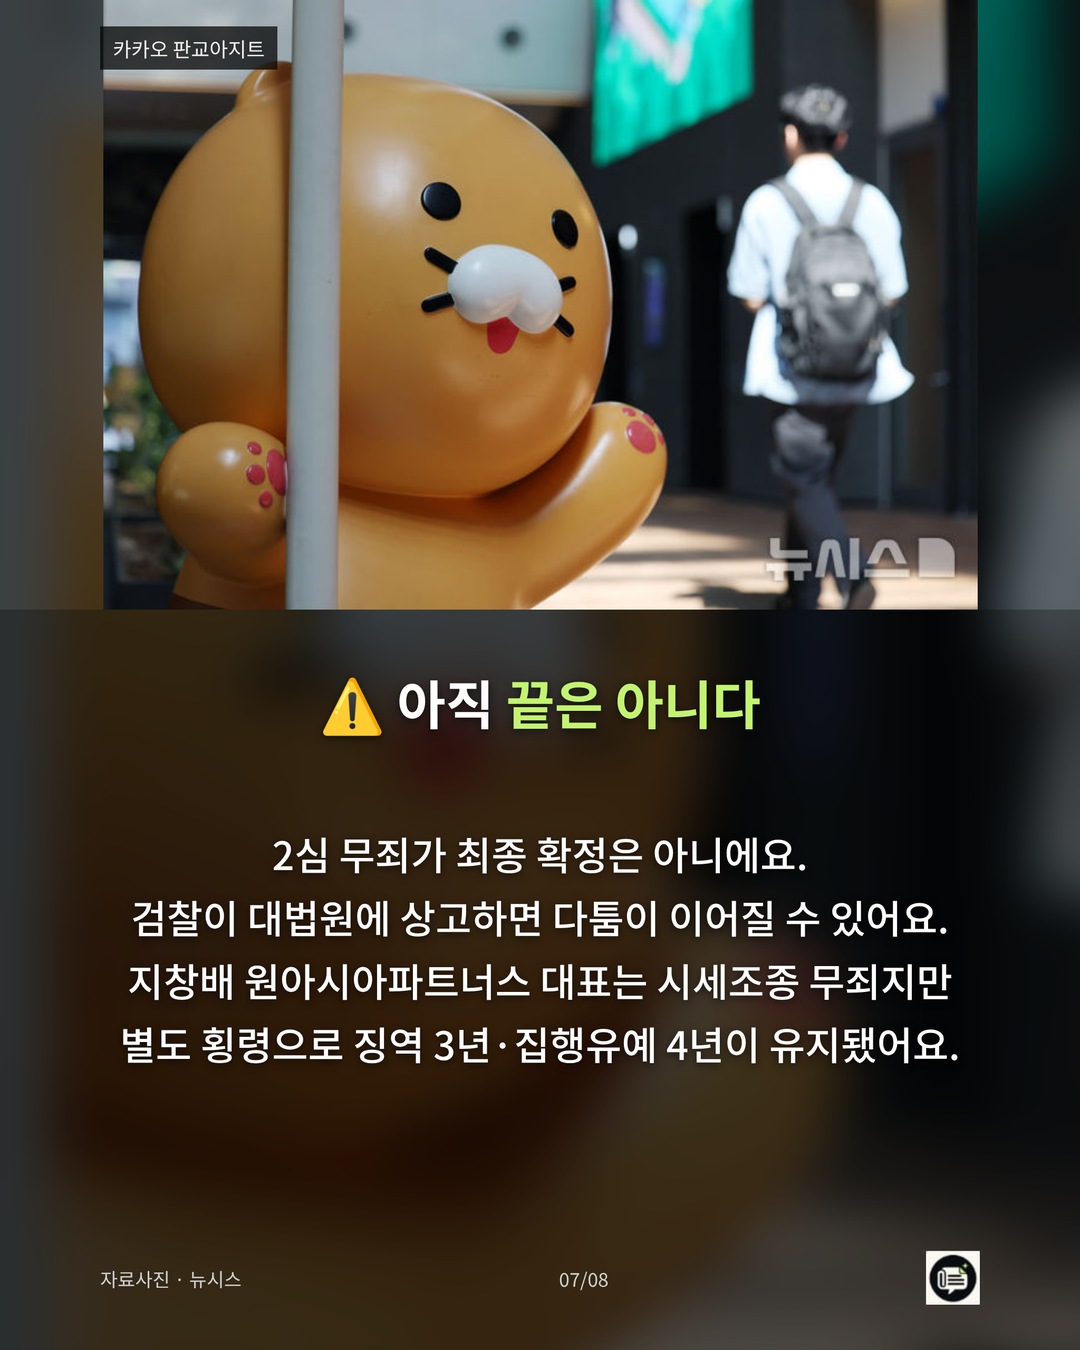 카카오 판교아지트
뉴시스
⚠️ 아직 끝은 아니다
2심 무죄가 최종 확정은 아니에요.
검찰이 대법원에 상고하면 다툼이 이어질 수 있어요.
지창배 원아시아파트너스 대표는 시세조종 무죄지만
별도 횡령으로 징역 3년·집행유예 4년이 유지됐어요.
자료사진 · 뉴시스
07/08